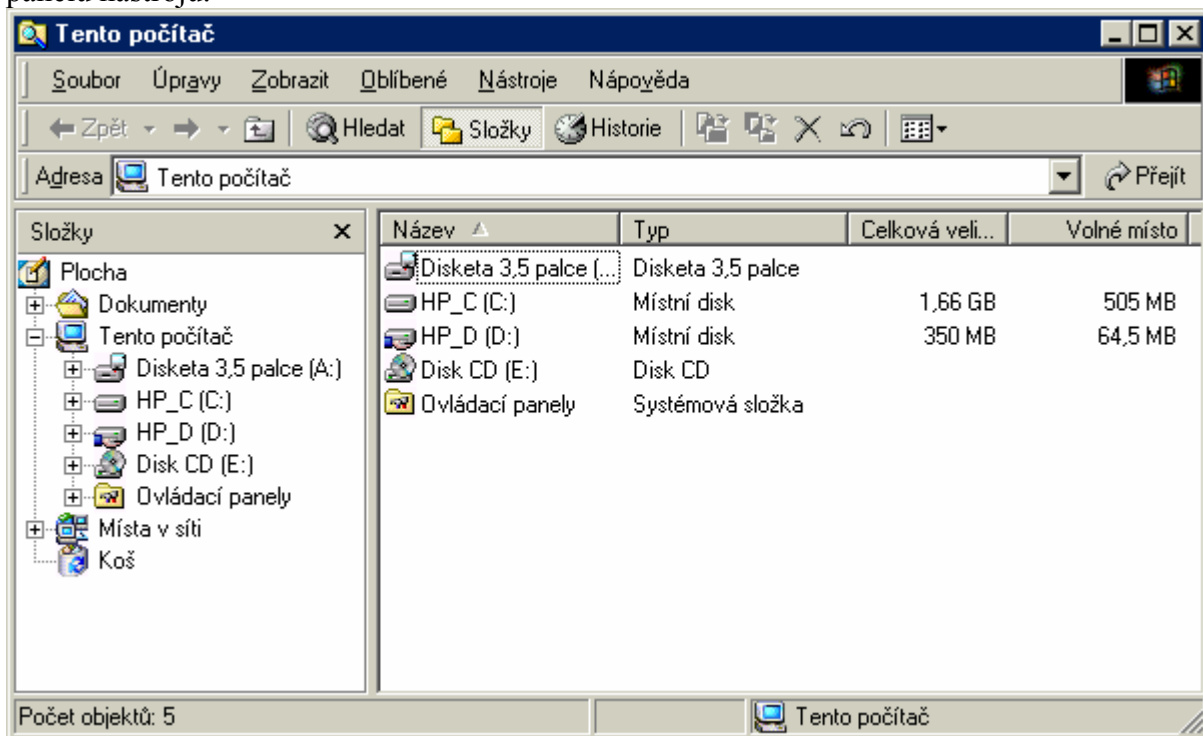 panelu nástrojů.
Tento počítač
Soubor Úpravy Zobrazit Oblíbené Nástroje Nápověda
Zpět Hledat Složky Historie
Adresa Tento počítač Přejít
Složky
Plocha
Dokumenty
Tento počítač
Disketa 3,5 palce (A:)
HP_C (C:)
HP_D (D:)
Disk CD (E:)
Ovládací panely
Místa v síti
Koš
Název Typ Celková veli... Volné místo
Disketa 3,5 palce (... Disketa 3,5 palce
HP_C (C:) Místní disk 1,66 GB 505 MB
HP_D (D:) Místní disk 350 MB 64,5 MB
Disk CD (E:) Disk CD
Ovládací panely Systémová složka
Počet objektů: 5 Tento počítač